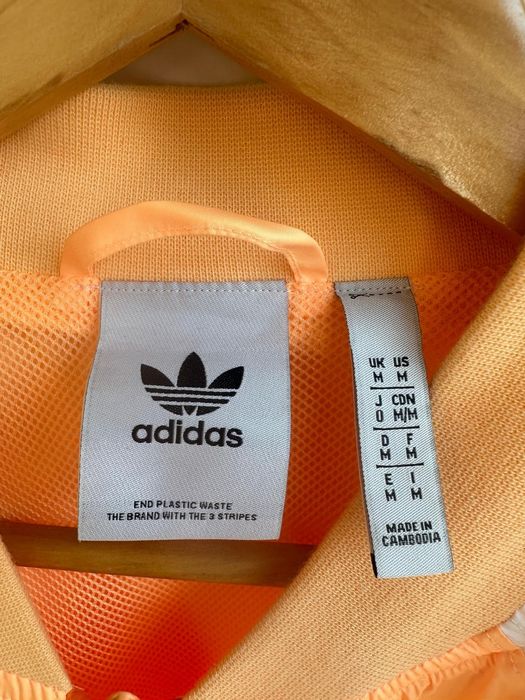 adidas
END PLASTIC WASTE
THE BRAND WITH THE 3 STRIPES
UK US
M M
J CDN
O M/M
D F
M M
E I
M M
MADE IN
CAMBODIA